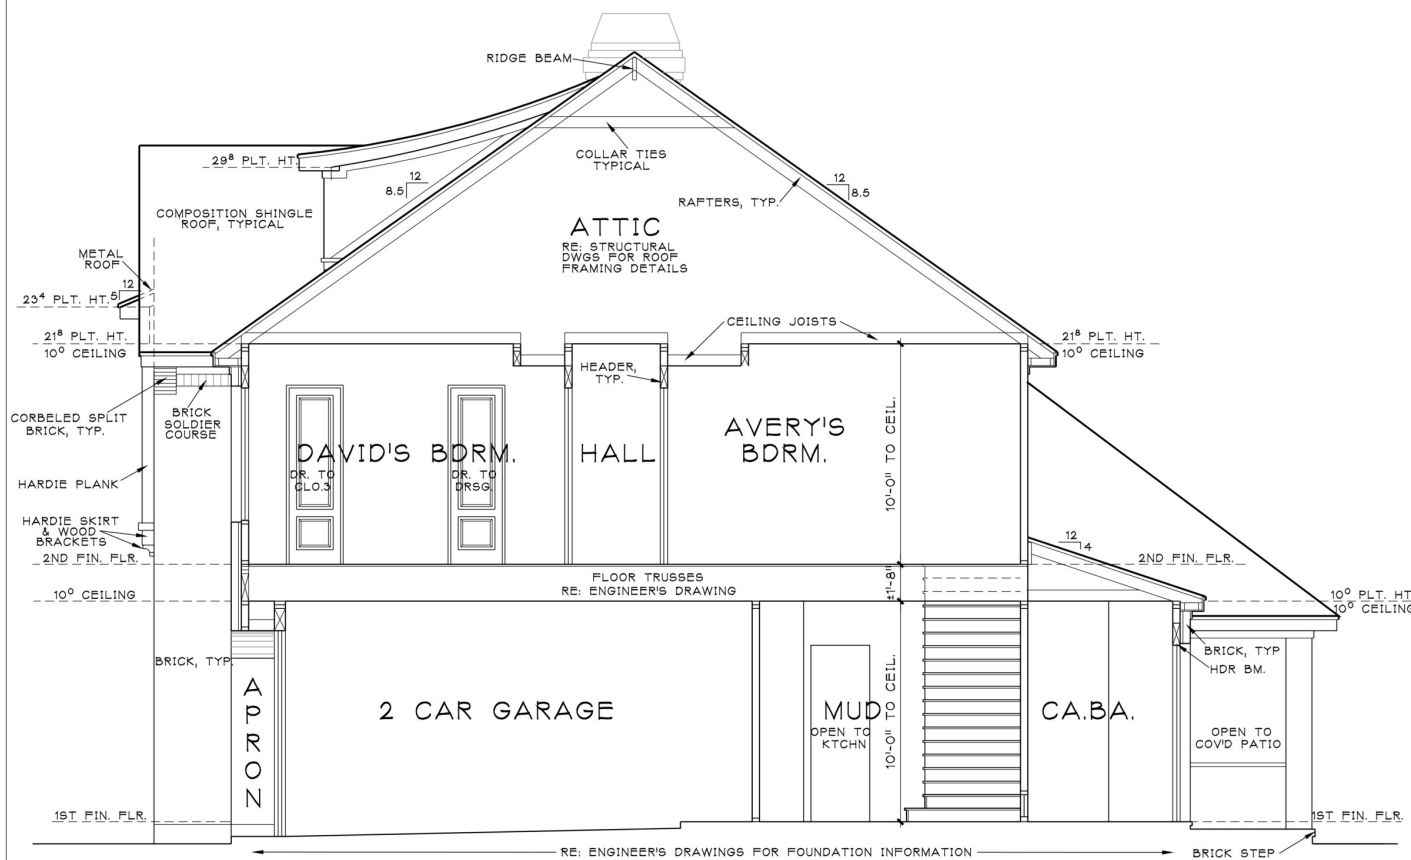 RIDGE BEAM
COLLAR TIES
TYPICAL
29⁸ PLT. HT.
12
8.5
12
8.5
RAFTERS, TYP.
COMPOSITION SHINGLE
ROOF, TYPICAL
ATTIC
RE: STRUCTURAL
DWGS FOR ROOF
FRAMING DETAILS
METAL
ROOF
12
5
23⁴ PLT. HT.
CEILING JOISTS
21⁸ PLT. HT.
10⁰ CEILING
21⁸ PLT. HT.
10⁰ CEILING
HEADER,
TYP.
CORBELED SPLIT
BRICK, TYP.
BRICK
SOLDIER
COURSE
DAVID'S BDRM.
HALL
AVERY'S
BDRM.
10'-0" TO CEIL.
DR. TO
CLO.3
DR. TO
DRSG.
HARDIE PLANK
HARDIE SKIRT
& WOOD
BRACKETS
12
4
2ND FIN. FLR.
2ND FIN. FLR.
FLOOR TRUSSES
RE: ENGINEER'S DRAWING
±1'-8"
10⁰ CEILING
10⁰ PLT. HT
10⁰ CEILING
BRICK, TYP.
BRICK, TYP
HDR BM.
APRON
2 CAR GARAGE
MUD
OPEN TO
KTCHN
10'-0" TO CEIL.
CA.BA.
OPEN TO
COV'D PATIO
1ST FIN. FLR.
1ST FIN. FLR.
RE: ENGINEER'S DRAWINGS FOR FOUNDATION INFORMATION
BRICK STEP